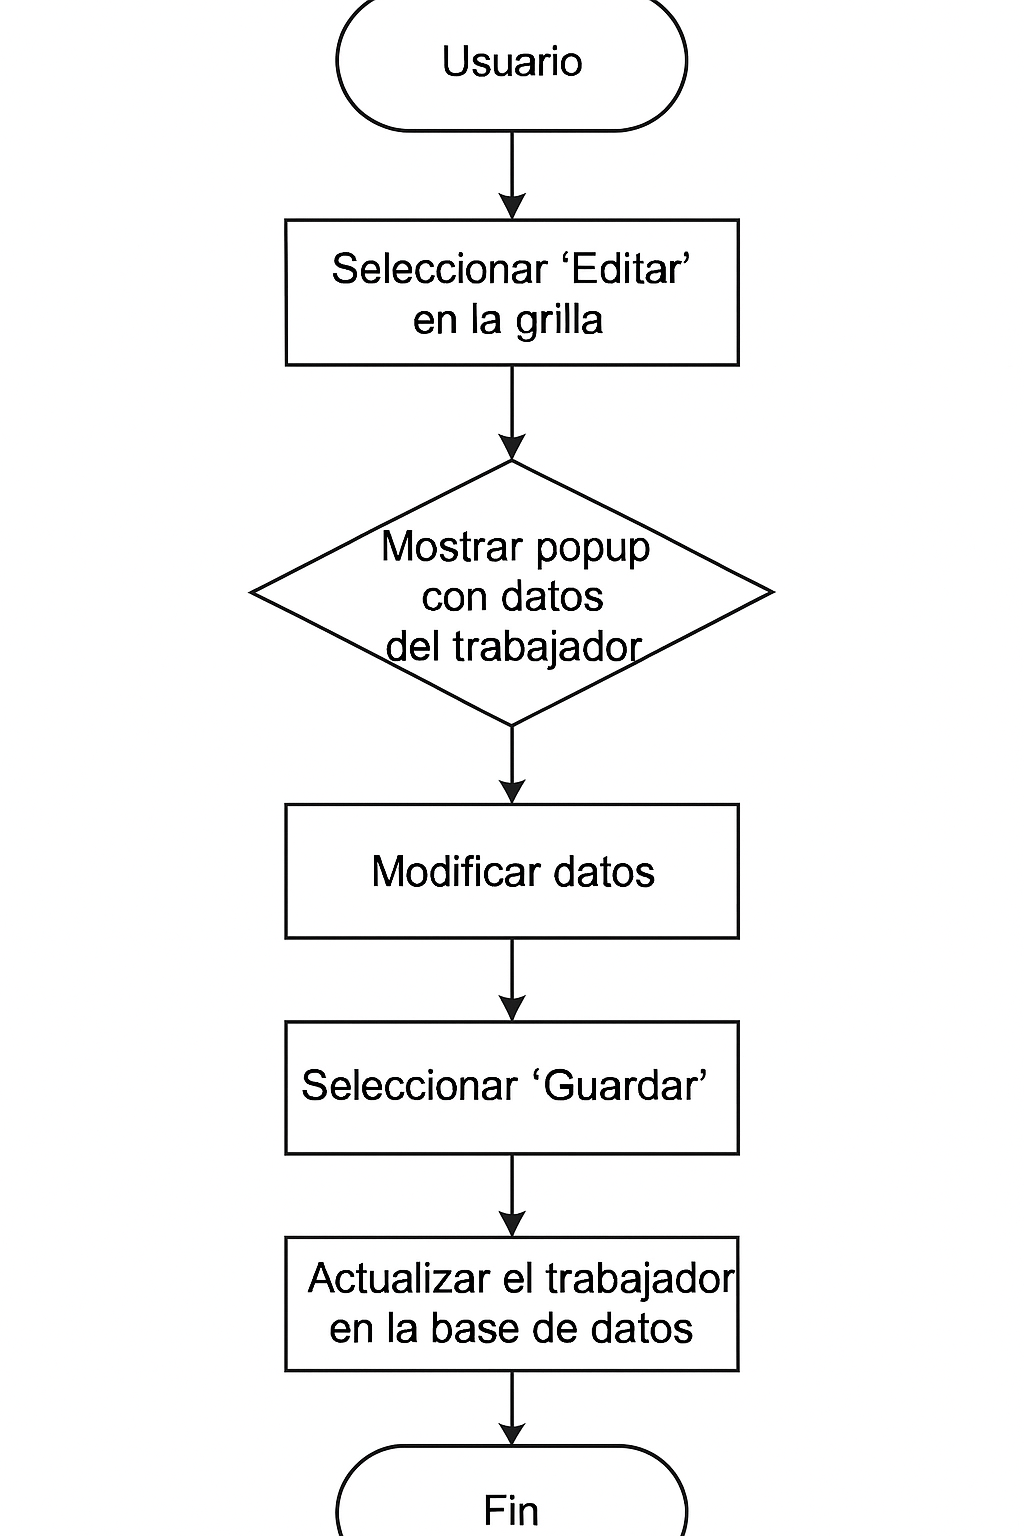 Usuario
Seleccionar ‘Editar’
en la grilla
Mostrar popup
con datos
del trabajador
Modificar datos
Seleccionar ‘Guardar’
Actualizar el trabajador
en la base de datos
Fin